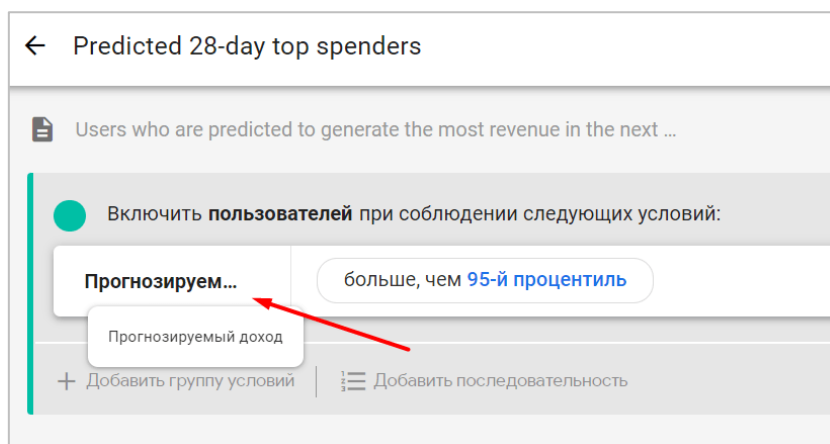 Predicted 28-day top spenders
Users who are predicted to generate the most revenue in the next ...
Включить пользователей при соблюдении следующих условий:
Прогнозируем... больше, чем 95-й процентиль
Прогнозируемый доход
+ Добавить группу условий Добавить последовательность